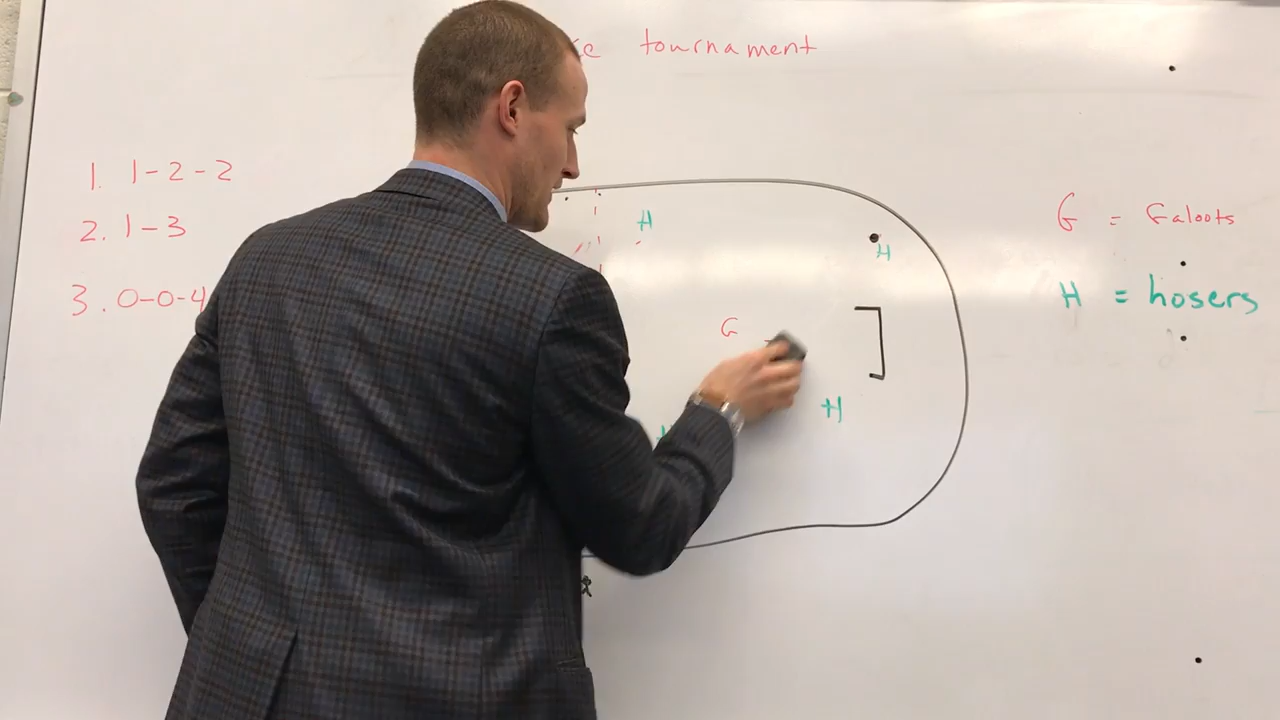 tournament
1. 1-2-2
2. 1-3
3. 0-0-4
H
H
G
H
G = Galoots
H = hosers